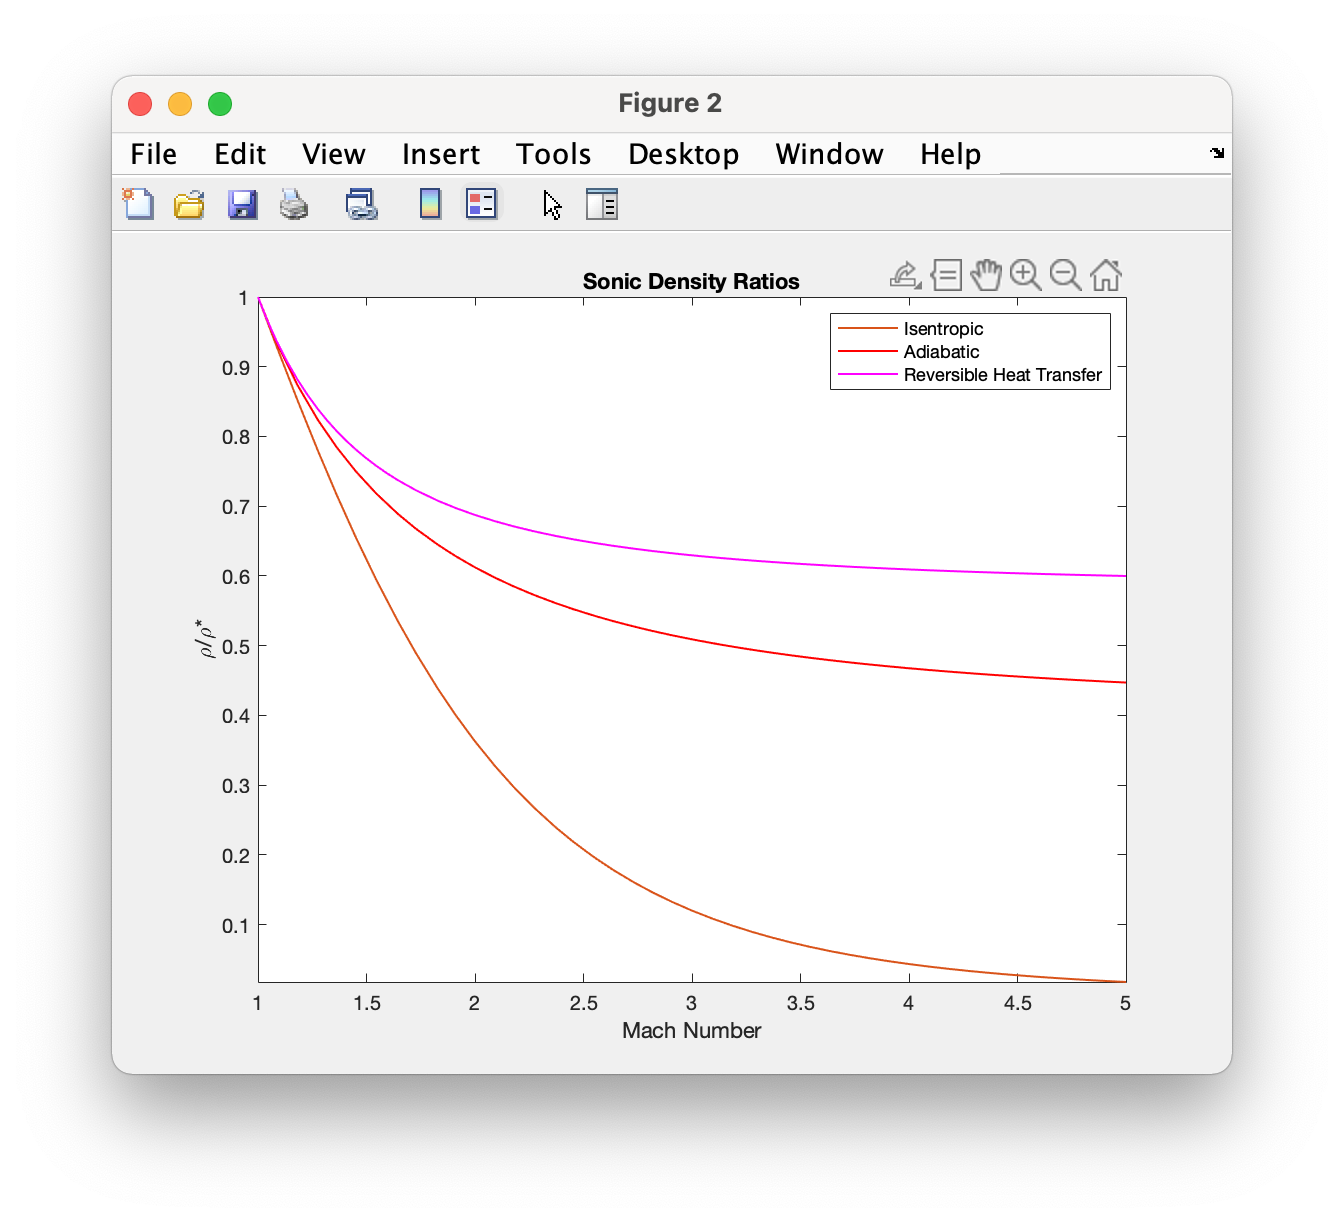 Figure 2
File Edit View Insert Tools Desktop Window Help
Sonic Density Ratios
Isentropic
Adiabatic
Reversible Heat Transfer
1
0.9
0.8
0.7
0.6
0.5
0.4
0.3
0.2
0.1
ρ/ρ*
1 1.5 2 2.5 3 3.5 4 4.5 5
Mach Number